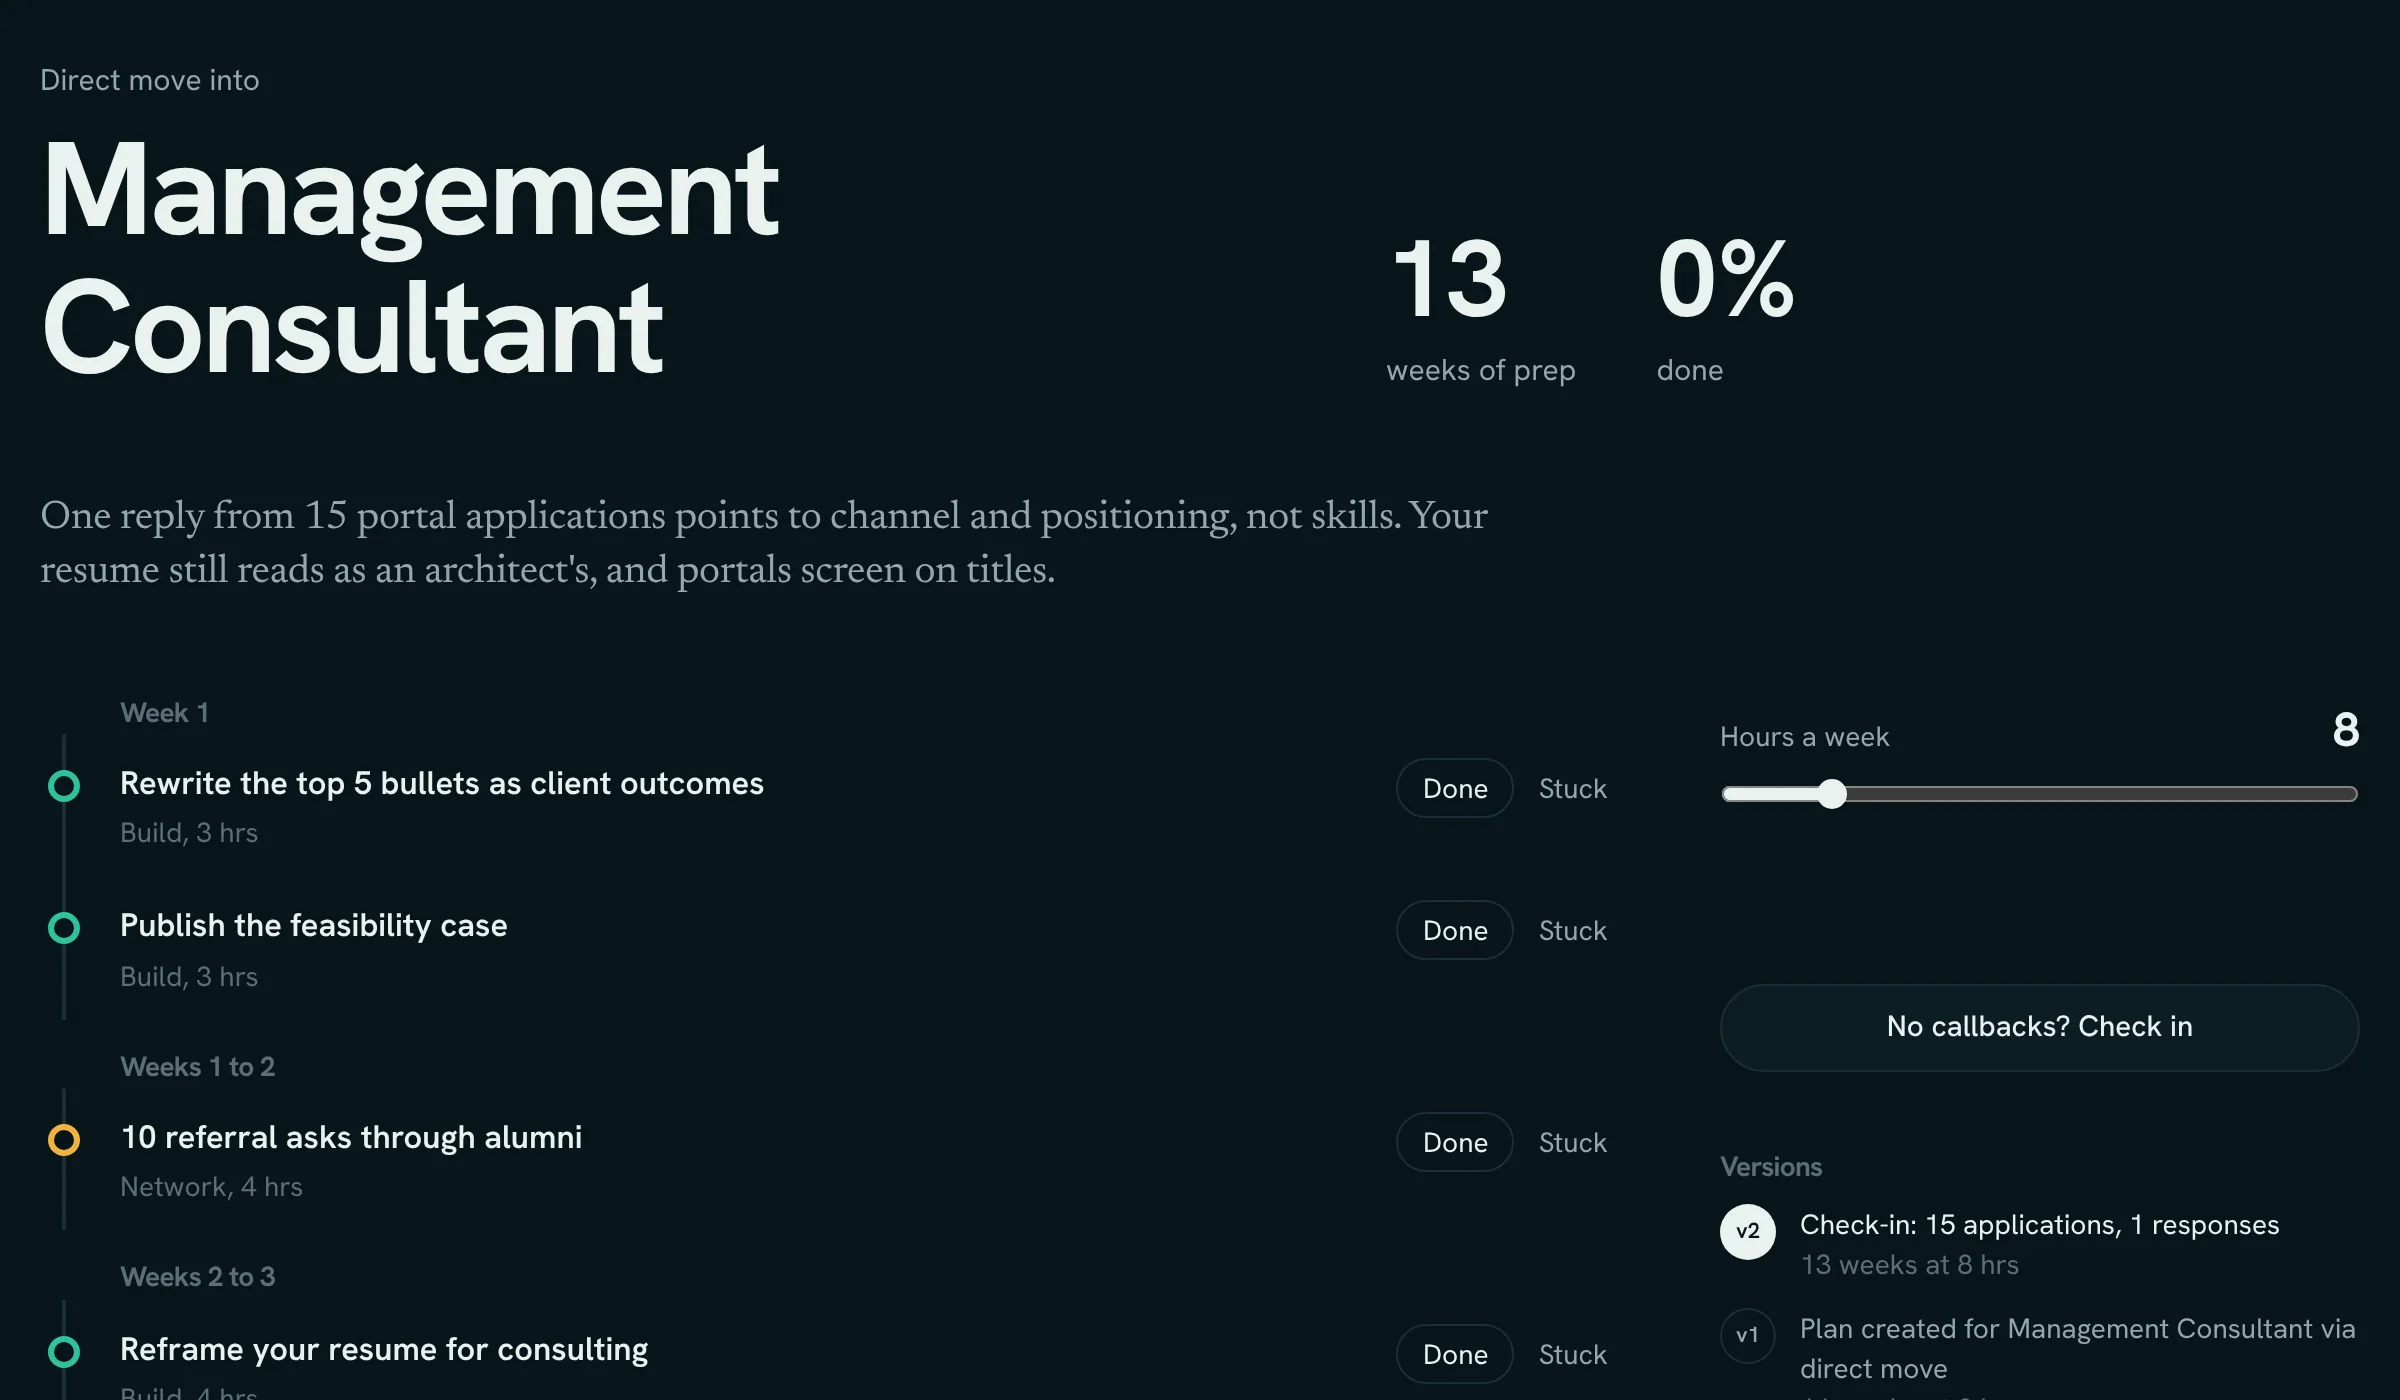 Direct move into
Management
Consultant
13
weeks of prep
0%
done
One reply from 15 portal applications points to channel and positioning, not skills. Your
resume still reads as an architect's, and portals screen on titles.
Week 1
Rewrite the top 5 bullets as client outcomes
Build, 3 hrs
Done
Stuck
Publish the feasibility case
Build, 3 hrs
Done
Stuck
Weeks 1 to 2
10 referral asks through alumni
Network, 4 hrs
Done
Stuck
Weeks 2 to 3
Reframe your resume for consulting
Build, 4 hrs
Done
Stuck
Hours a week
8
No callbacks? Check in
Versions
v2
Check-in: 15 applications, 1 responses
13 weeks at 8 hrs
v1
Plan created for Management Consultant via
direct move